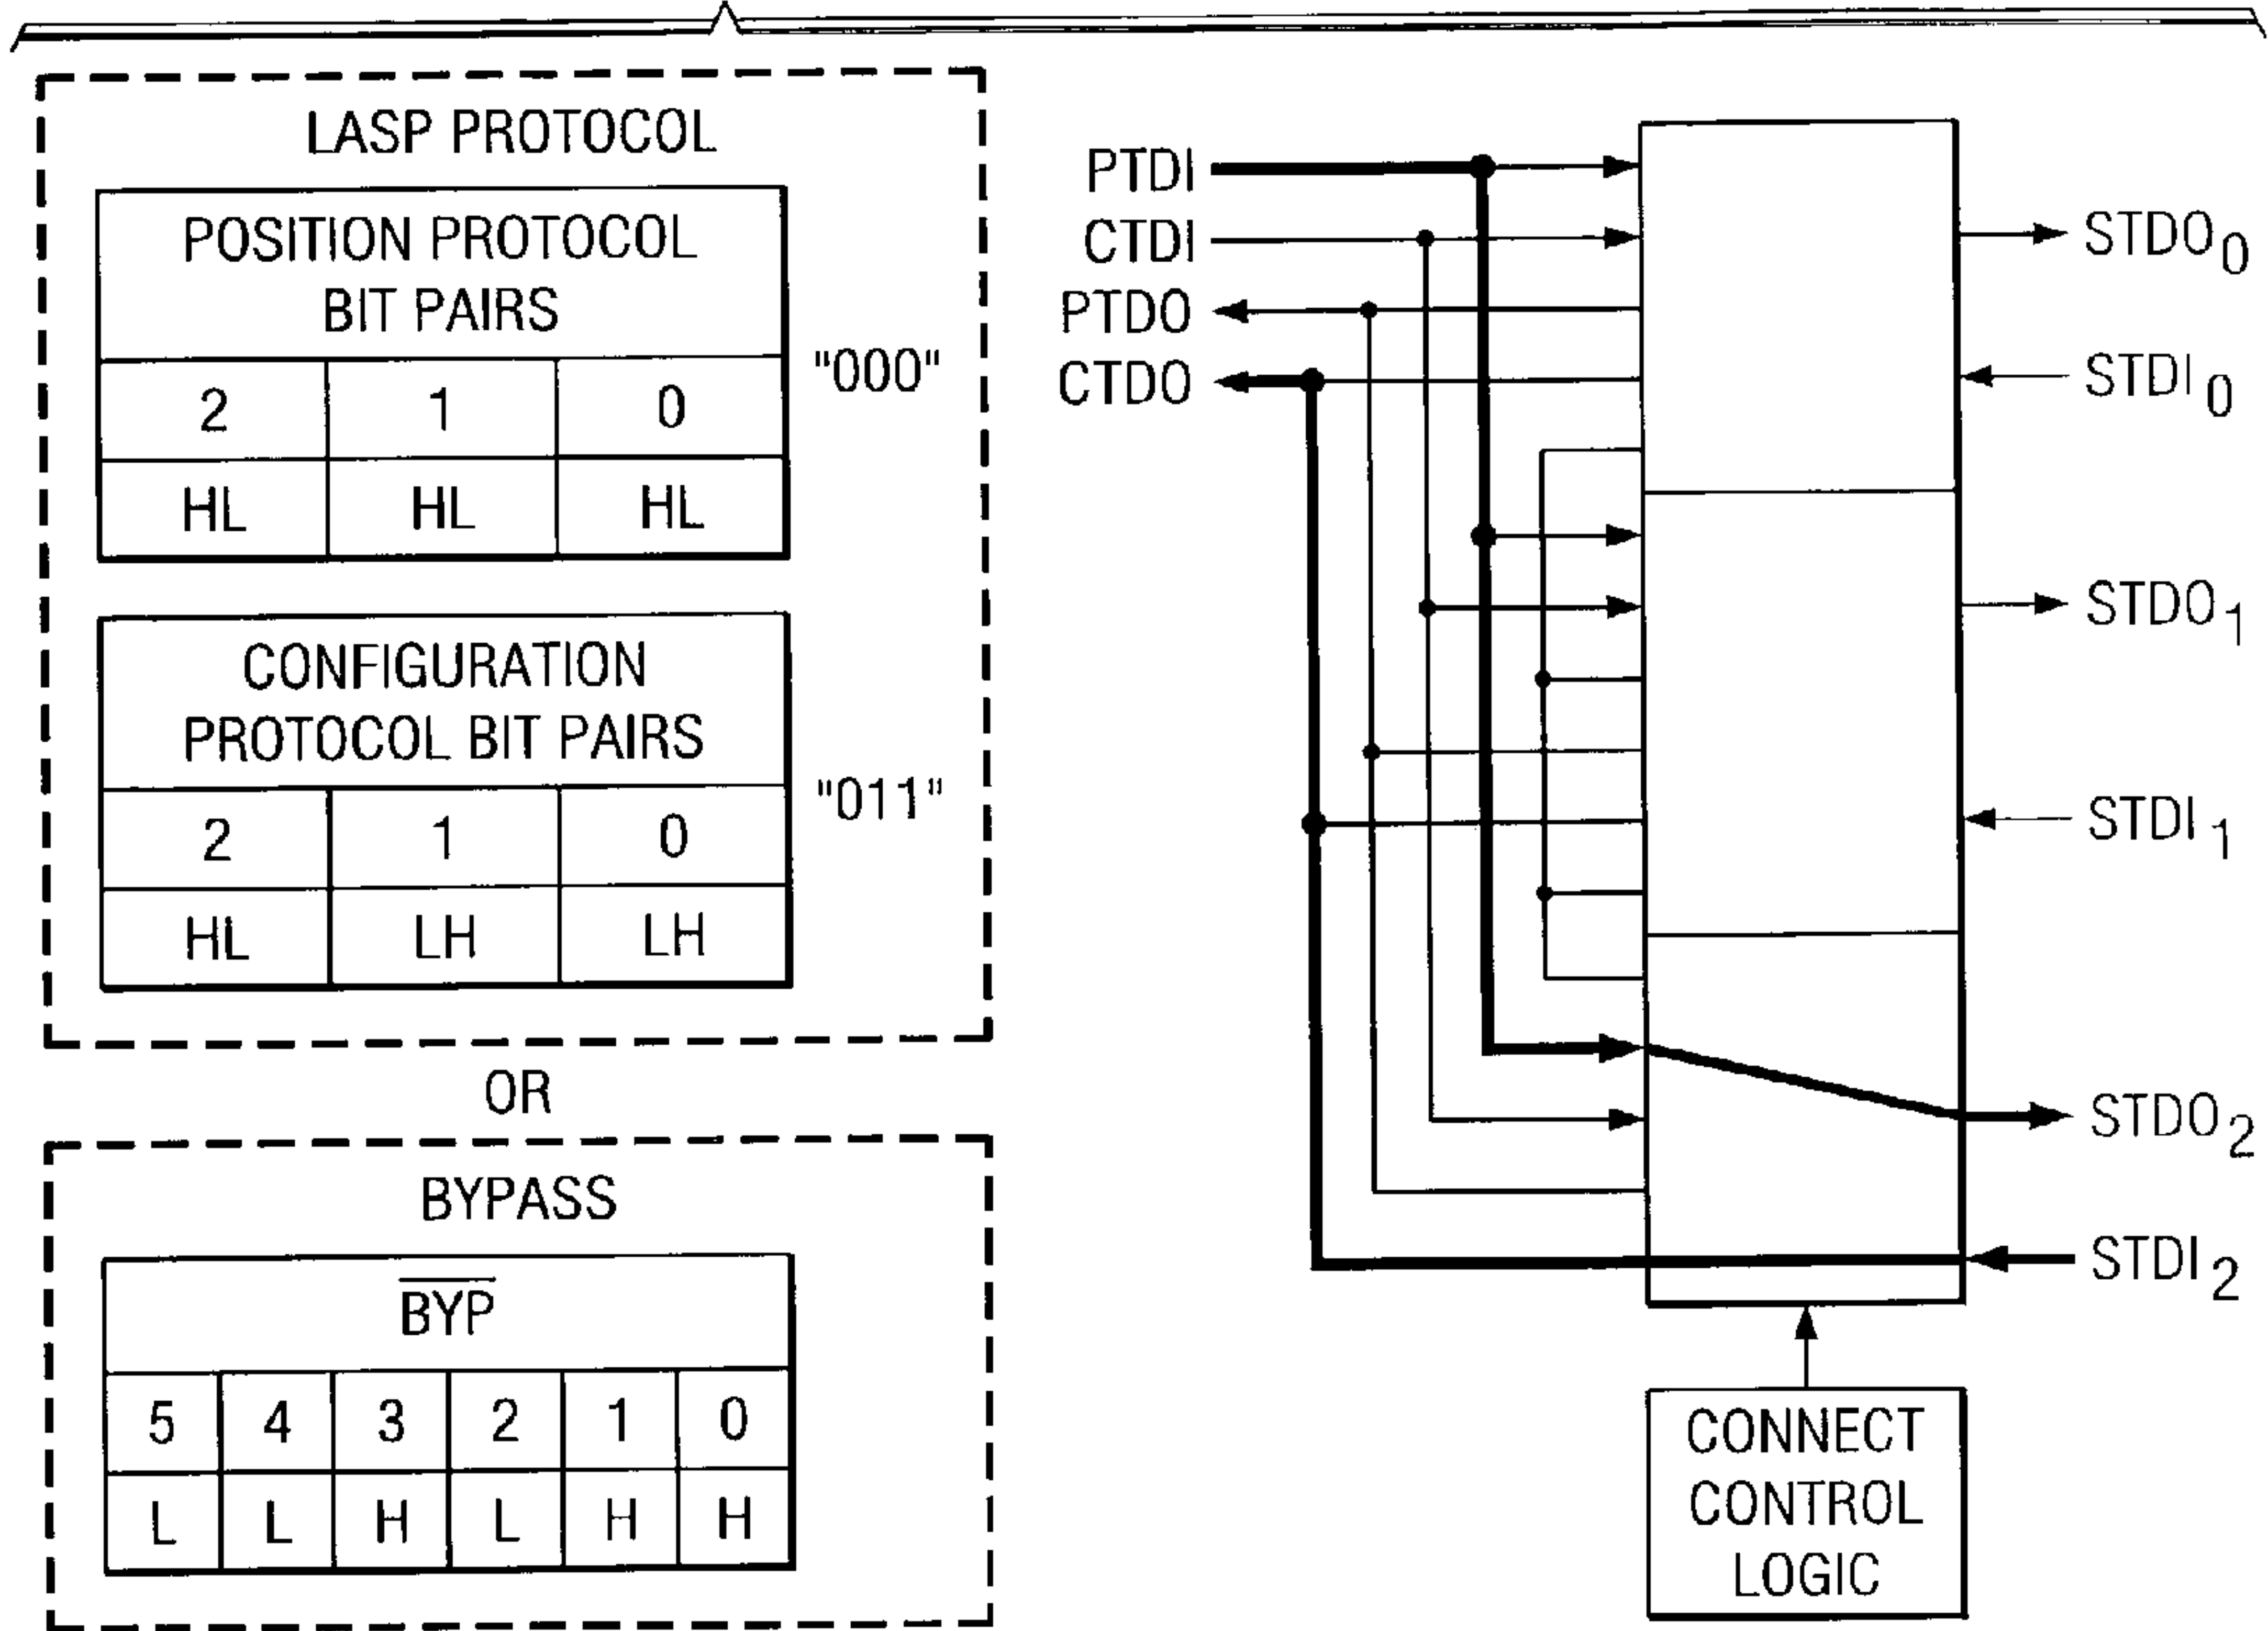 LASP PROTOCOL
POSITION PROTOCOL
BIT PAIRS
2 1 0
HL HL HL
"000"
CONFIGURATION
PROTOCOL BIT PAIRS
2 1 0
HL LH LH
"011"
OR
BYPASS
BYP
5 4 3 2 1 0
L L H L H H
PTDI
CTDI
PTDO
CTDO
STDO0
STDI0
STDO1
STDI1
STDO2
STDI2
CONNECT
CONTROL
LOGIC